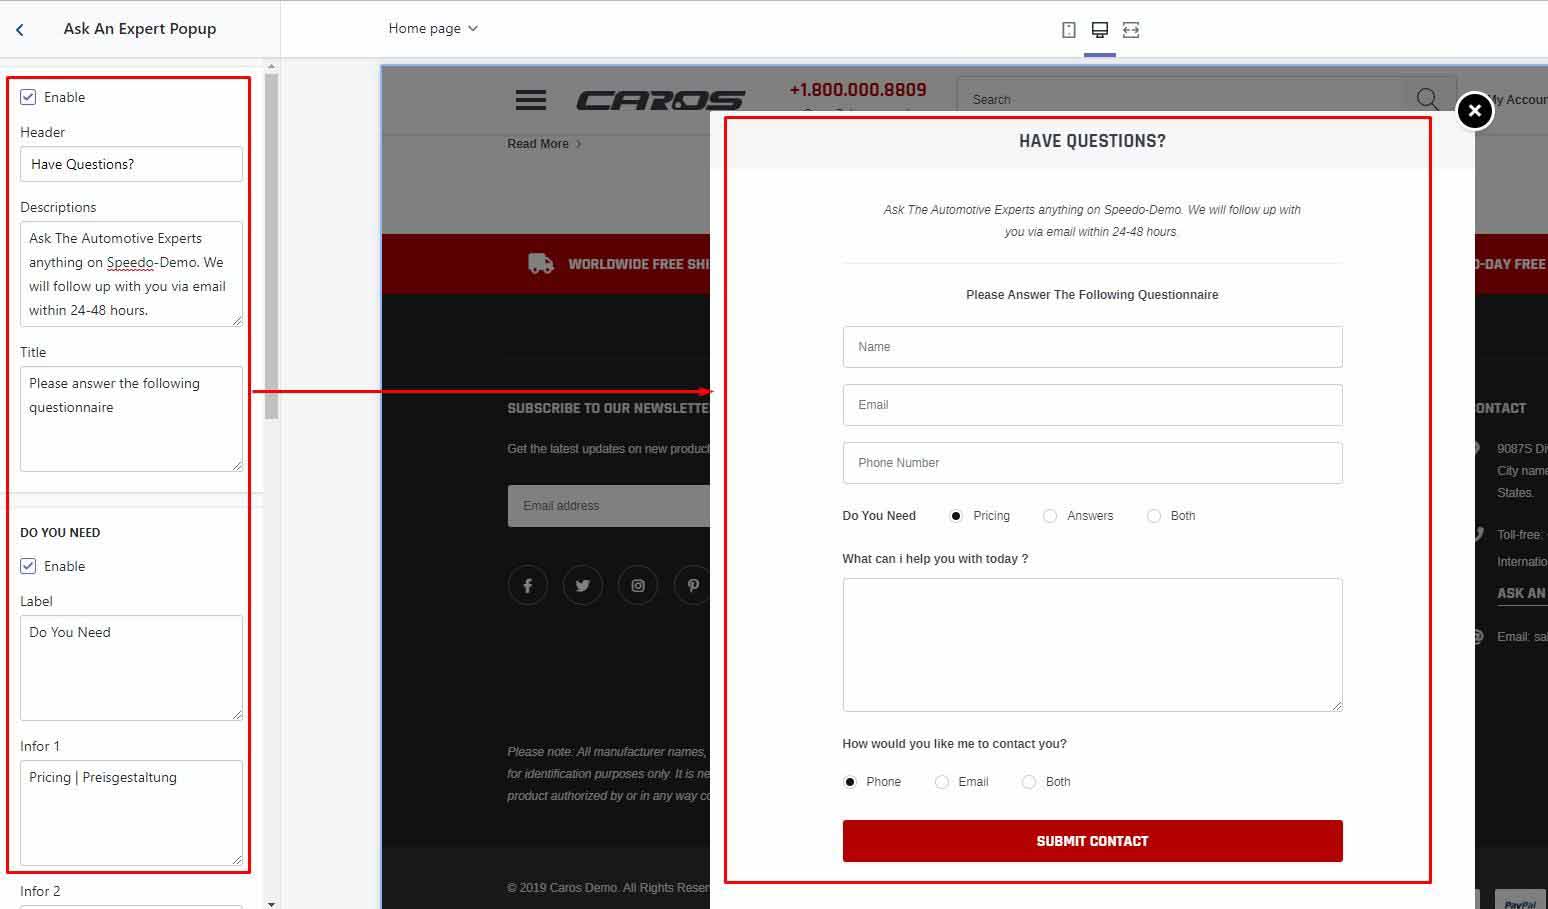 Ask An Expert Popup
Home page
Enable
Header
Have Questions?
Descriptions
Ask The Automotive Experts
anything on Speedo-Demo. We
will follow up with you via email
within 24-48 hours.
Title
Please answer the following
questionnaire
DO YOU NEED
Enable
Label
Do You Need
Infor 1
Pricing | Preisgestaltung
Infor 2
CAROS
+1.800.000.8809
Search
My Accoun
Read More
WORLDWIDE FREE SHI
DAY FREE
SUBSCRIBE TO OUR NEWSLETTE
Get the latest updates on new product
Email address
Please note: All manufacturer names,
for identification purposes only. It is ne
product authorized by or in any way co
© 2019 Caros Demo. All Rights Reser
HAVE QUESTIONS?
Ask The Automotive Experts anything on Speedo-Demo. We will follow up with
you via email within 24-48 hours.
Please Answer The Following Questionnaire
Name
Email
Phone Number
Do You Need
Pricing
Answers
Both
What can i help you with today ?
How would you like me to contact you?
Phone
Email
Both
SUBMIT CONTACT
ONTACT
9087S Di
City name
States.
Toll-free:
Internatio
ASK AN
Email: sal
PayPal